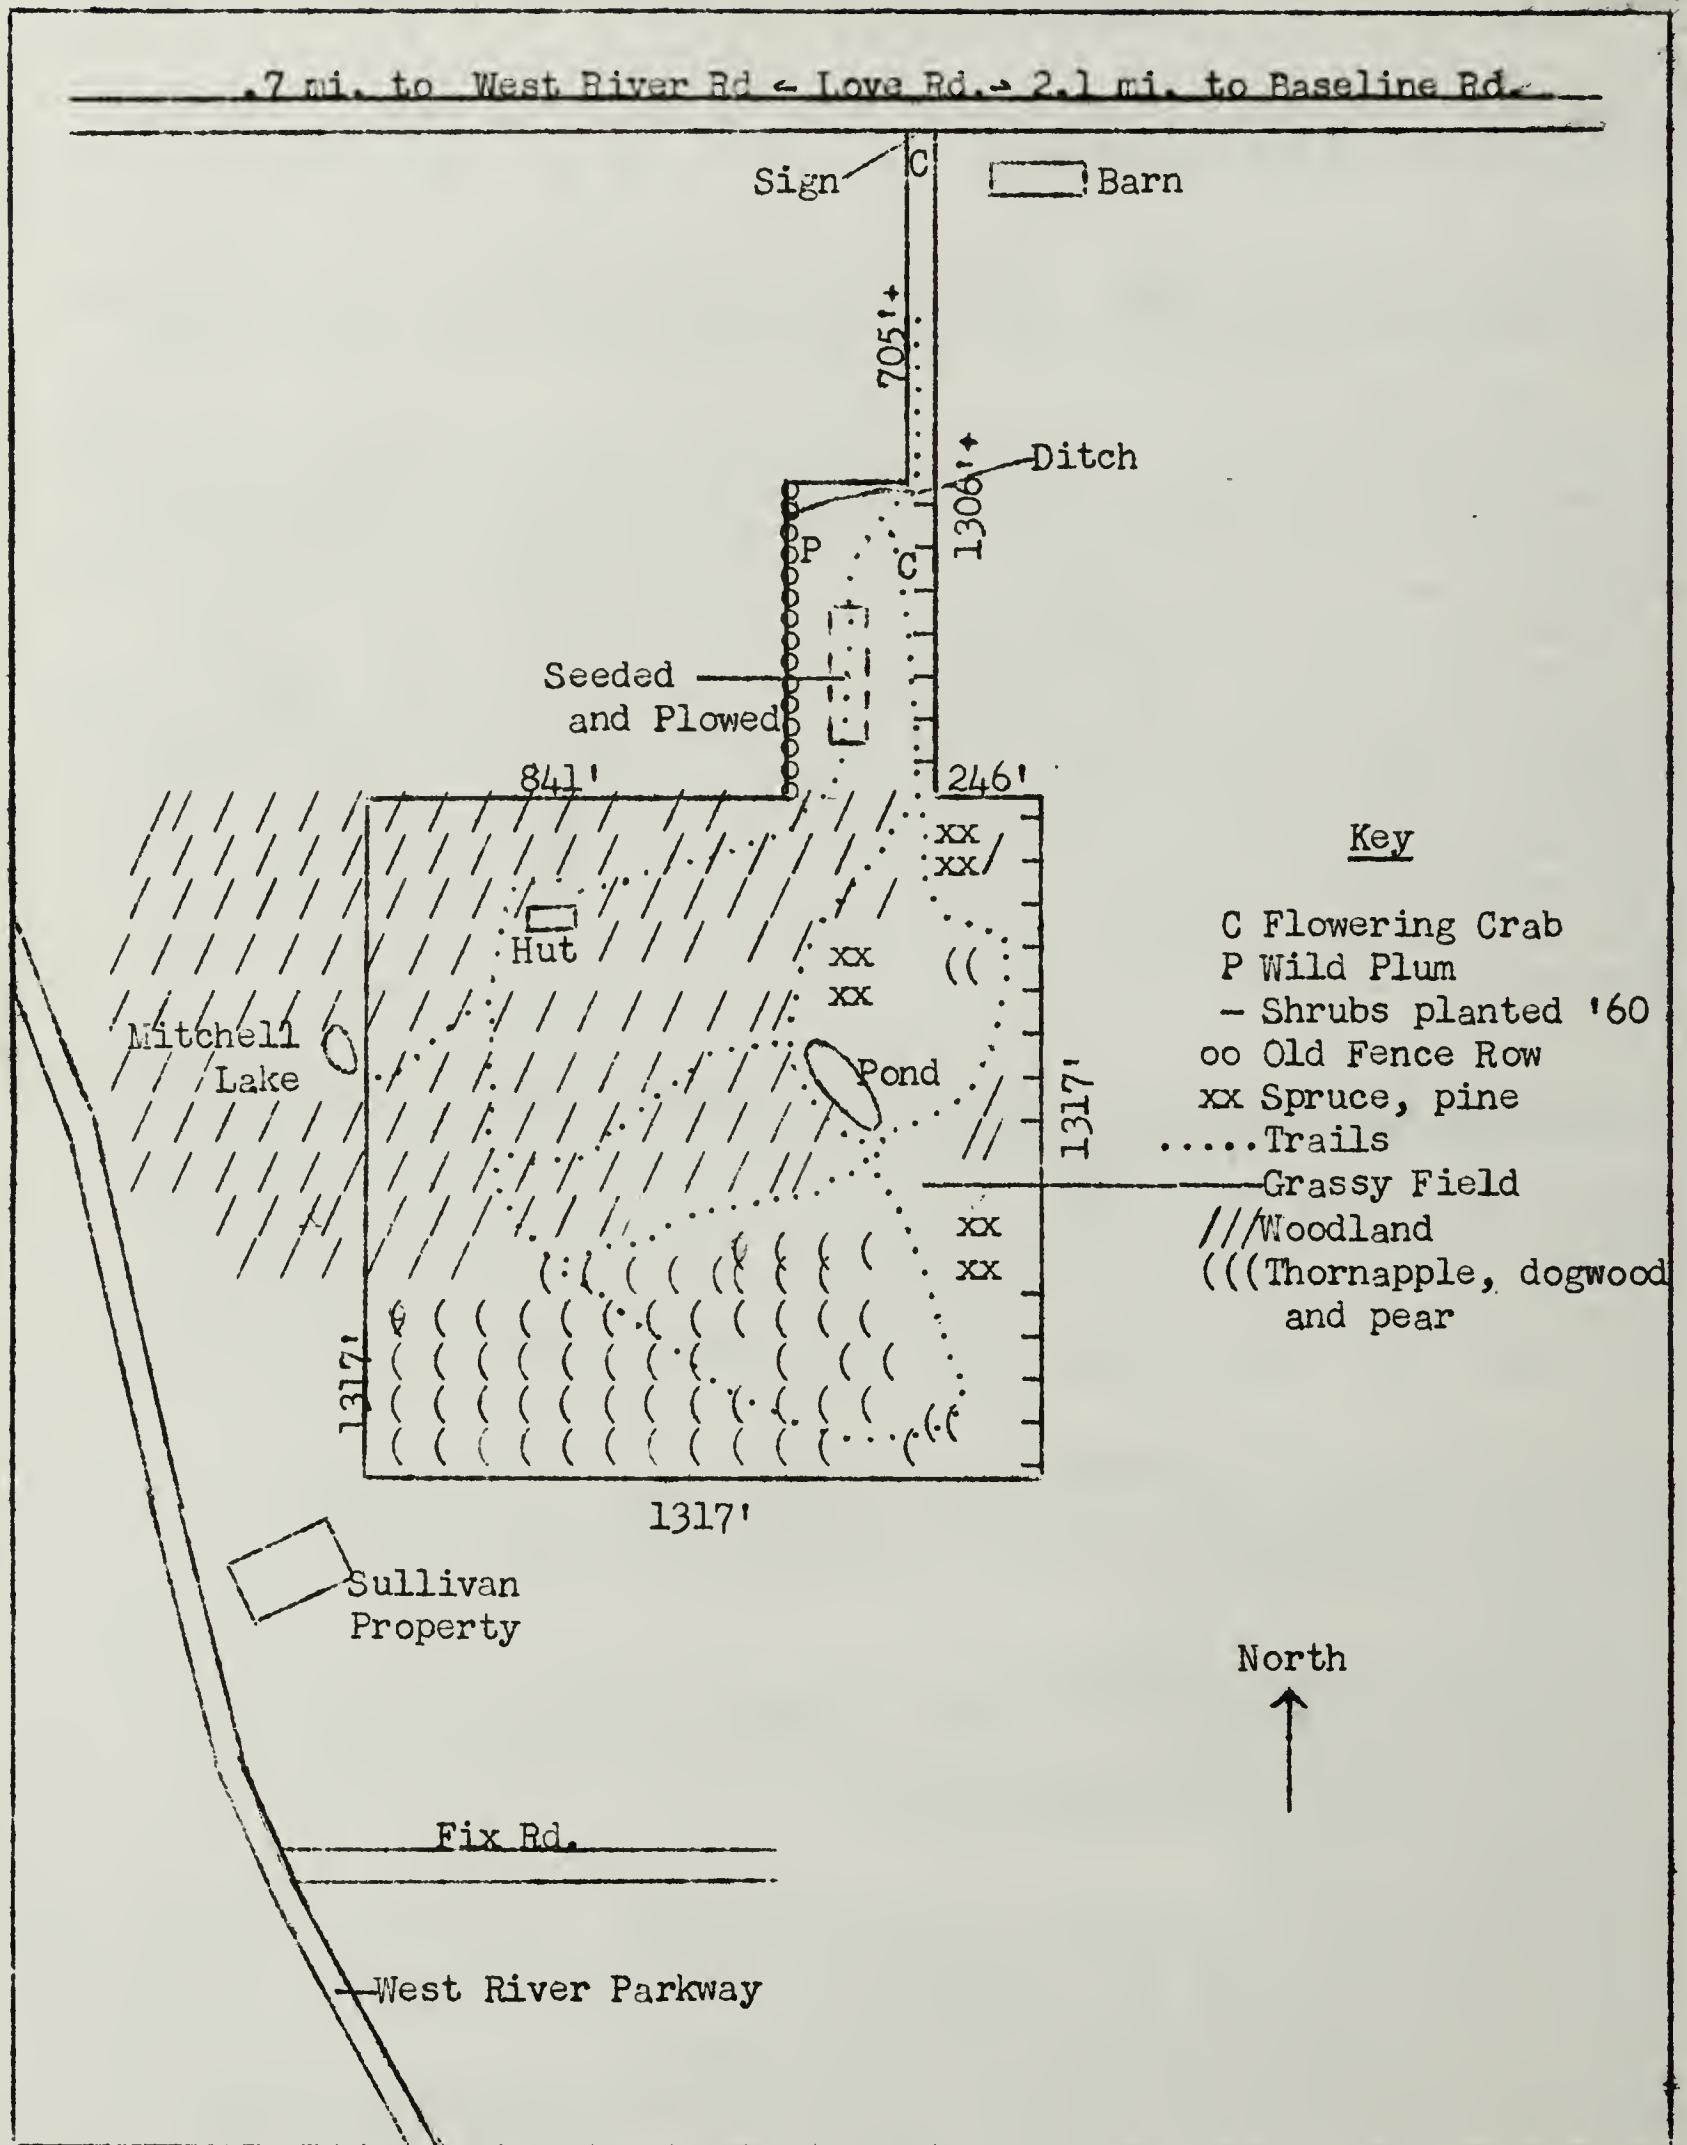 .7 mi. to West River Rd ← Love Rd. → 2.1 mi. to Baseline Rd.
Sign
C
Barn
705'+
Ditch
1306'+
P
C
Seeded
and Plowed
841'
246'
xx
xx
Key
Hut
xx
xx
((
C Flowering Crab
P Wild Plum
- Shrubs planted '60
oo Old Fence Row
xx Spruce, pine
.....Trails
Grassy Field
///Woodland
(((Thornapple, dogwood
and pear
Mitchell
Lake
Pond
1317'
xx
xx
1317'
1317'
Sullivan
Property
North
Fix Rd.
West River Parkway